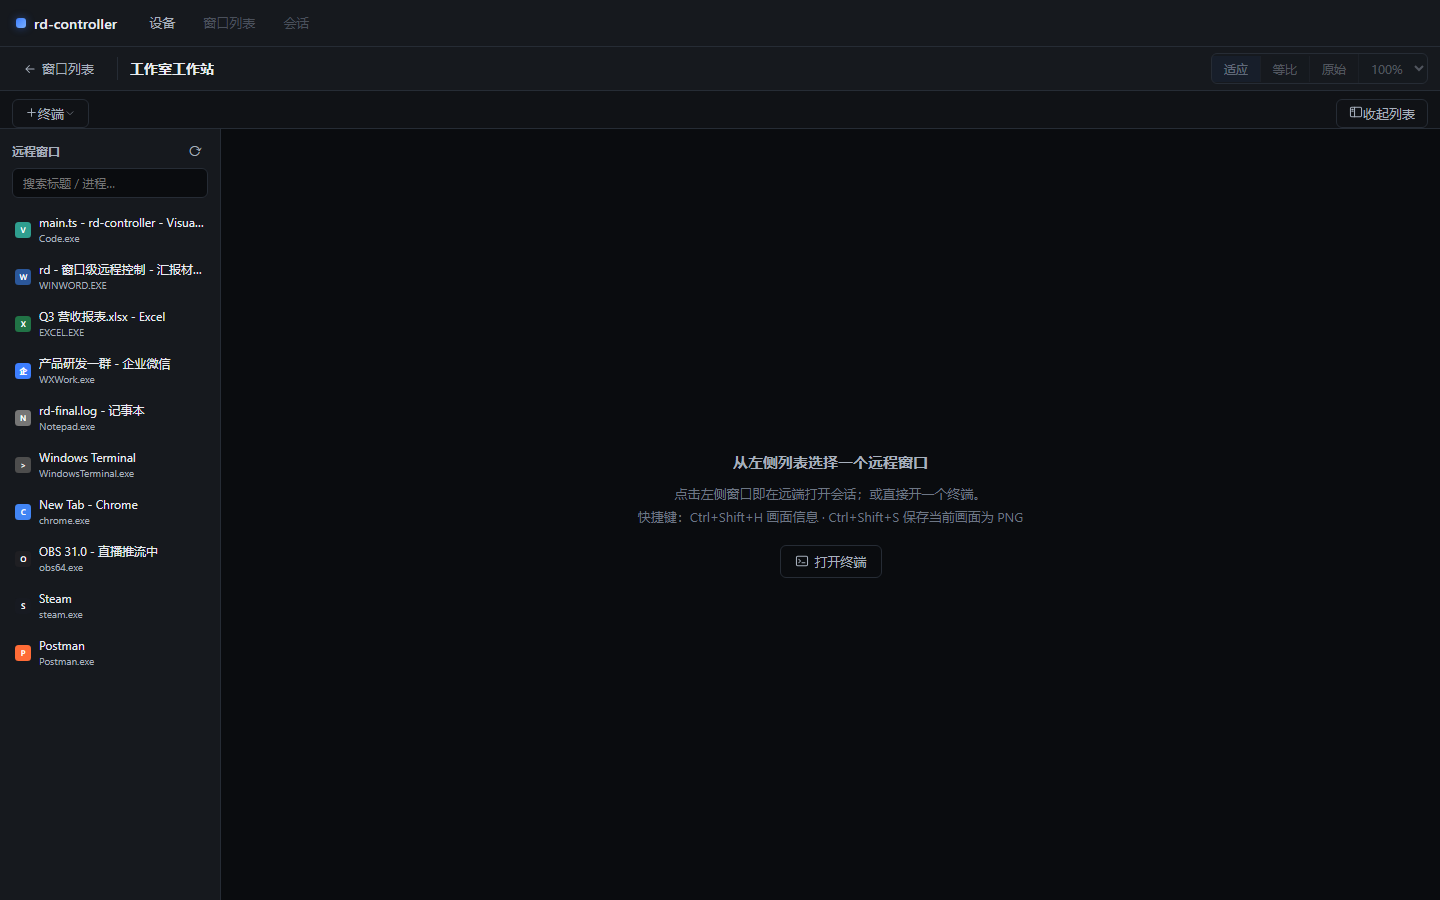 rd-controller 设备 窗口列表 会话
← 窗口列表 工作室工作站 适应 等比 原始 100%
+终端 收起列表
远程窗口
搜索标题 / 进程...
V main.ts - rd-controller - Visua...
Code.exe
W rd - 窗口级远程控制 - 汇报材...
WINWORD.EXE
X Q3 营收报表.xlsx - Excel
EXCEL.EXE
企 产品研发一群 - 企业微信
WXWork.exe
N rd-final.log - 记事本
Notepad.exe
> Windows Terminal
WindowsTerminal.exe
C New Tab - Chrome
chrome.exe
O OBS 31.0 - 直播推流中
obs64.exe
S Steam
steam.exe
P Postman
Postman.exe
从左侧列表选择一个远程窗口
点击左侧窗口即在远端打开会话；或直接开一个终端。
快捷键：Ctrl+Shift+H 画面信息 · Ctrl+Shift+S 保存当前画面为 PNG
打开终端